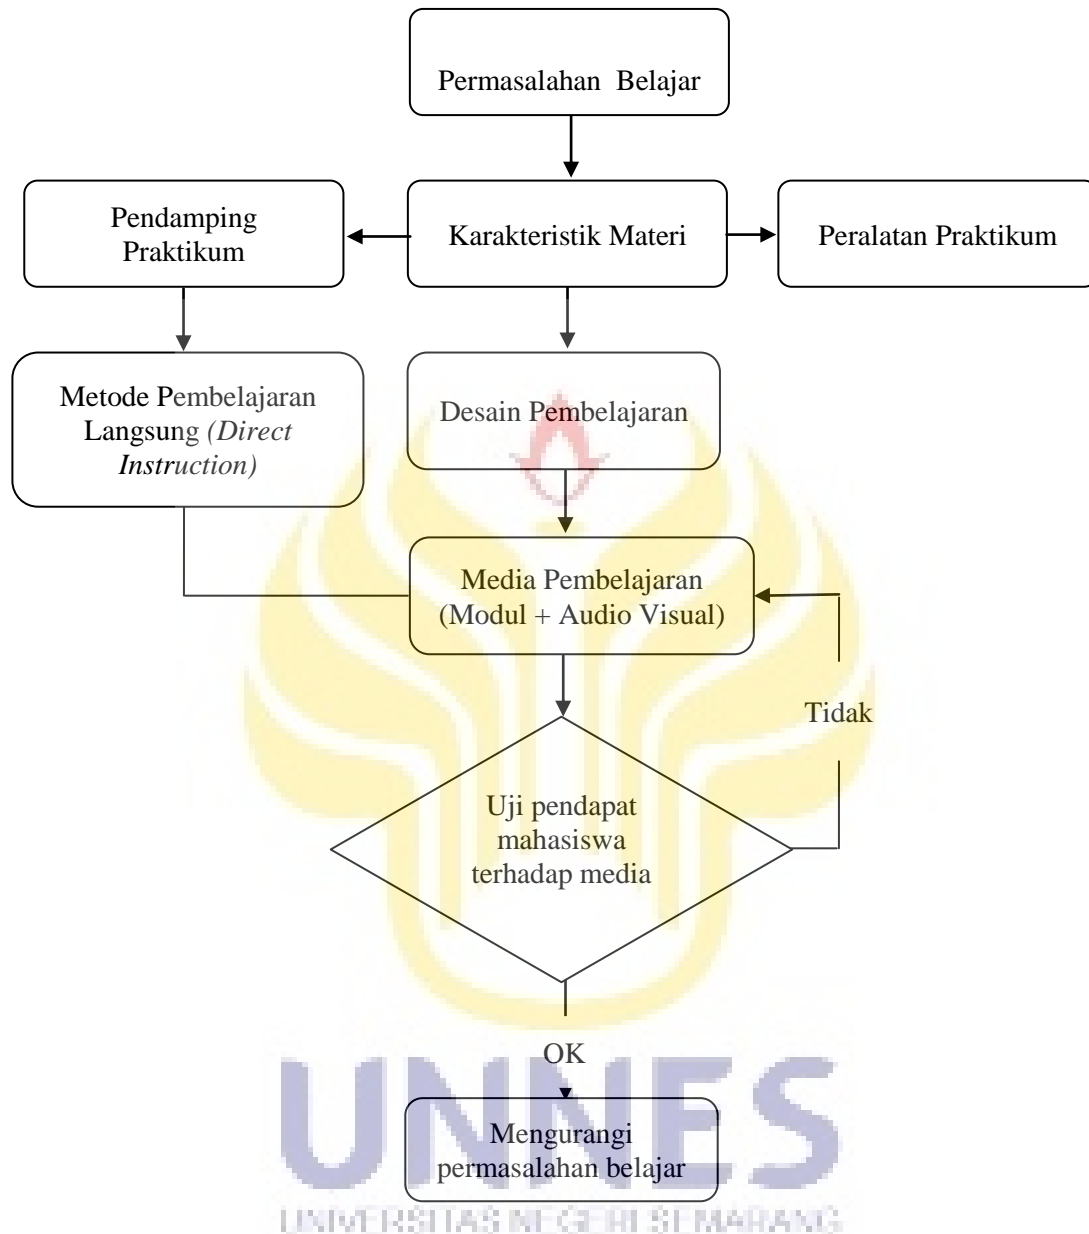 Permasalahan Belajar
Pendamping
Praktikum
Karakteristik Materi
Peralatan Praktikum
Metode Pembelajaran
Langsung (Direct
Instruction)
Desain Pembelajaran
Media Pembelajaran
(Modul + Audio Visual)
Tidak
Uji pendapat
mahasiswa
terhadap media
OK
Mengurangi
permasalahan belajar
UNNES
UNIVERSITAS NEGERI SEMARANG